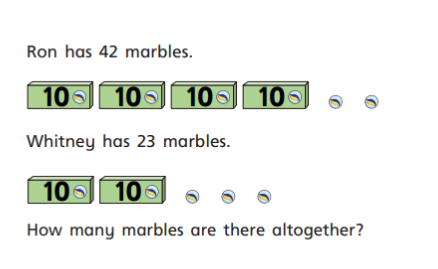 Ron has 42 marbles.
10 10 10 10
Whitney has 23 marbles.
10 10
How many marbles are there altogether?